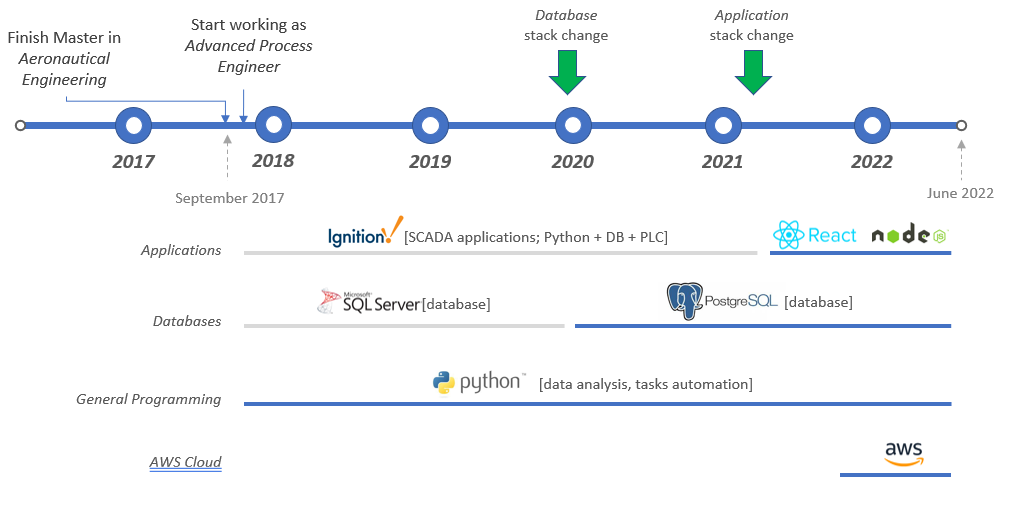 Finish Master in
Aeronautical
Engineering
Start working as
Advanced Process
Engineer
Database
stack change
Application
stack change
2017
2018
2019
2020
2021
2022
September 2017
June 2022
Applications
Ignition! [SCADA applications; Python + DB + PLC]
React
node
JS
Databases
Microsoft
SQL Server [database]
PostgreSQL [database]
General Programming
python™ [data analysis, tasks automation]
AWS Cloud
aws